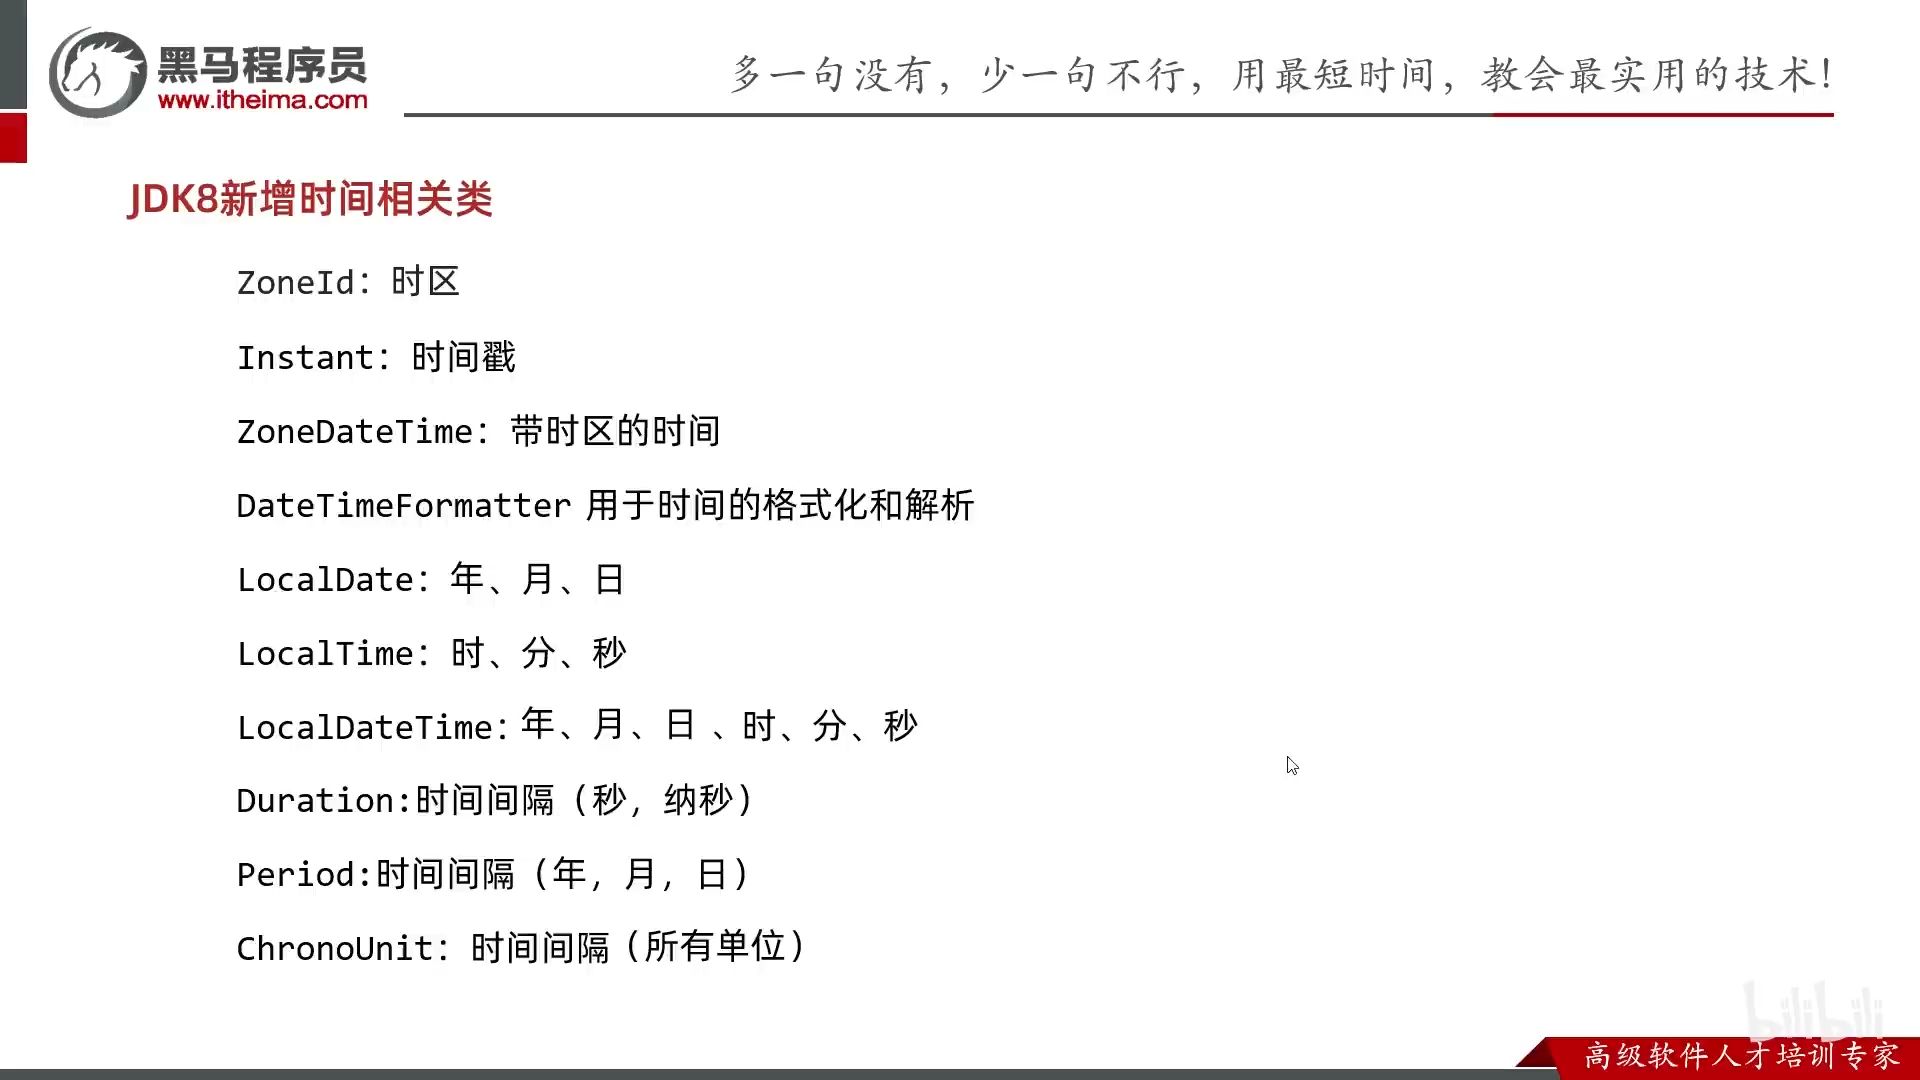 黑马程序员
www.itheima.com
多一句没有，少一句不行，用最短时间，教会最实用的技术！
JDK8新增时间相关类
ZoneId：时区
Instant：时间戳
ZoneDateTime：带时区的时间
DateTimeFormatter 用于时间的格式化和解析
LocalDate：年、月、日
LocalTime：时、分、秒
LocalDateTime：年、月、日 、时、分、秒
Duration:时间间隔（秒，纳秒）
Period:时间间隔（年，月，日）
ChronoUnit：时间间隔（所有单位）
bilibili
高级软件人才培训专家